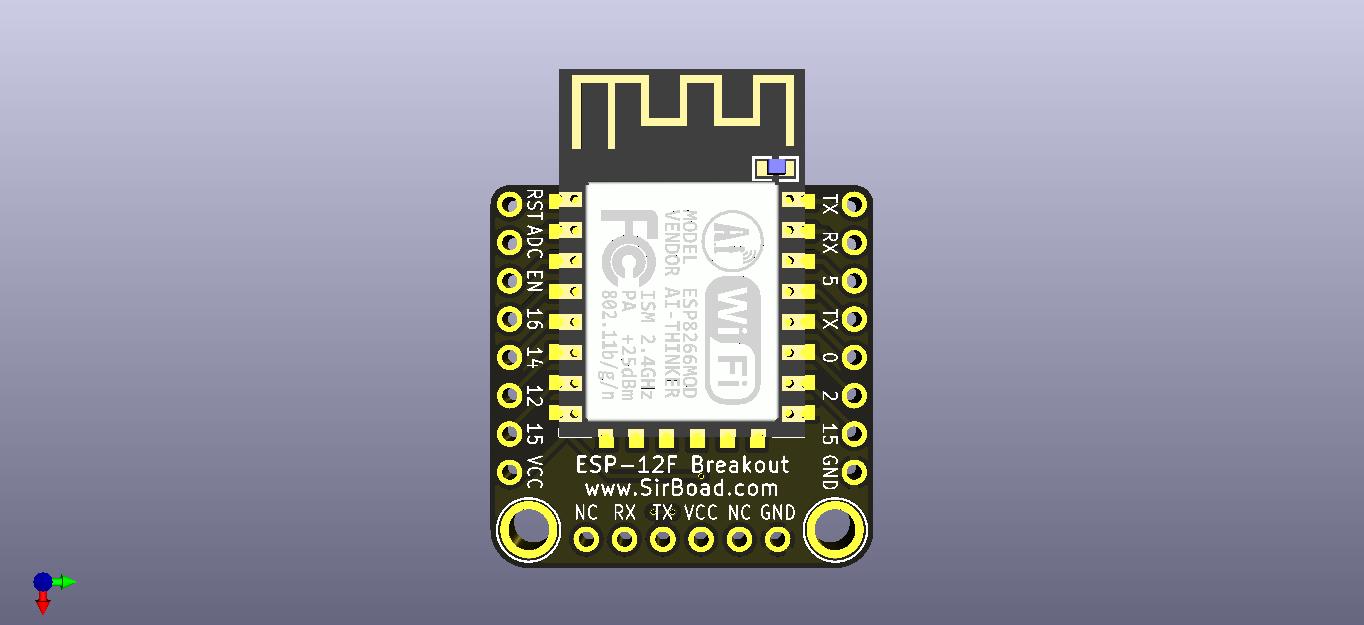 RST
ADC
EN
16
14
12
15
VCC
TX
RX
5
TX
0
2
15
GND
Ai
WiFi
MODEL ESP8266MOD
VENDOR AI-THINKER
ISM 2.4GHz
PA +25dBm
802.11b/g/n
FC
ESP-12F Breakout
www.SirBoad.com
NC RX TX VCC NC GND